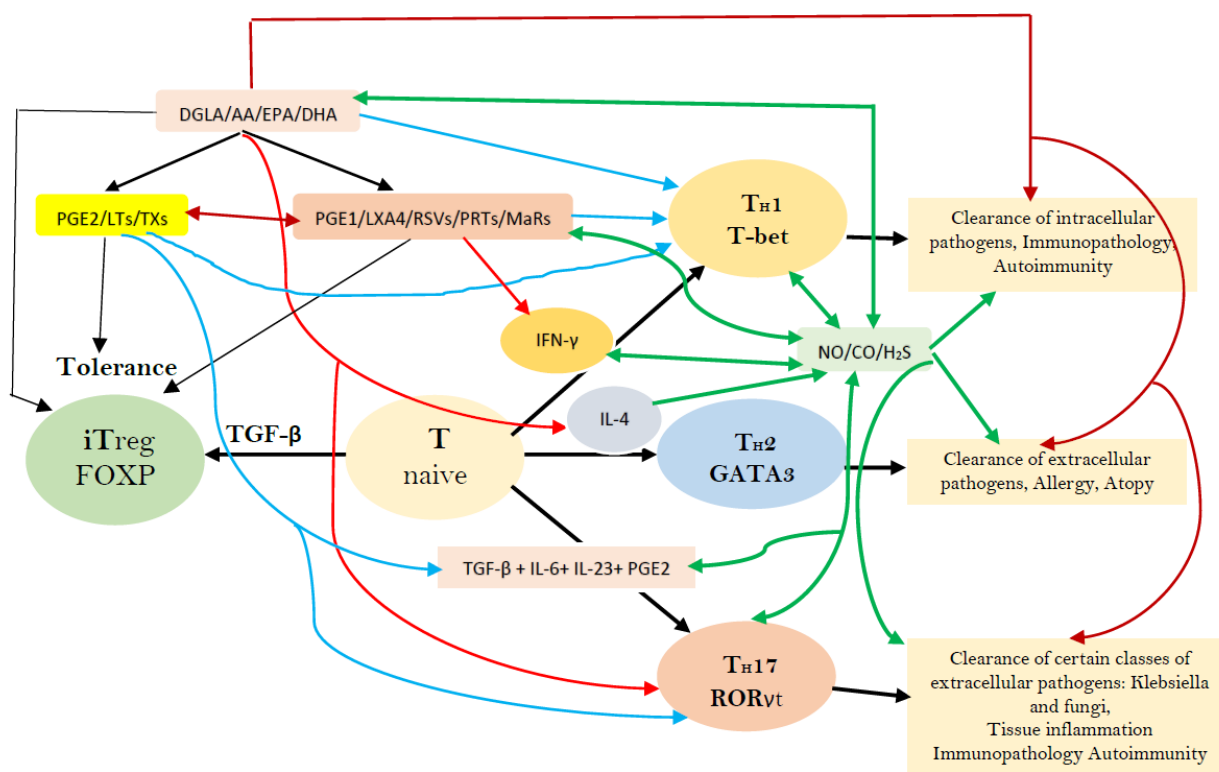 DGLA/AA/EPA/DHA
PGE2/LTs/TXs
PGE1/LXA4/RSVs/PRTs/MaRs
TH1
T-bet
Clearance of intracellular
pathogens, Immunopathology,
Autoimmunity
IFN-γ
NO/CO/H₂S
Tolerance
iTreg
FOXP
TGF-β
T
naive
IL-4
TH2
GATA3
Clearance of extracellular
pathogens, Allergy, Atopy
TGF-β + IL-6+ IL-23+ PGE2
TH17
RORγt
Clearance of certain classes of
extracellular pathogens: Klebsiella
and fungi,
Tissue inflammation
Immunopathology Autoimmunity